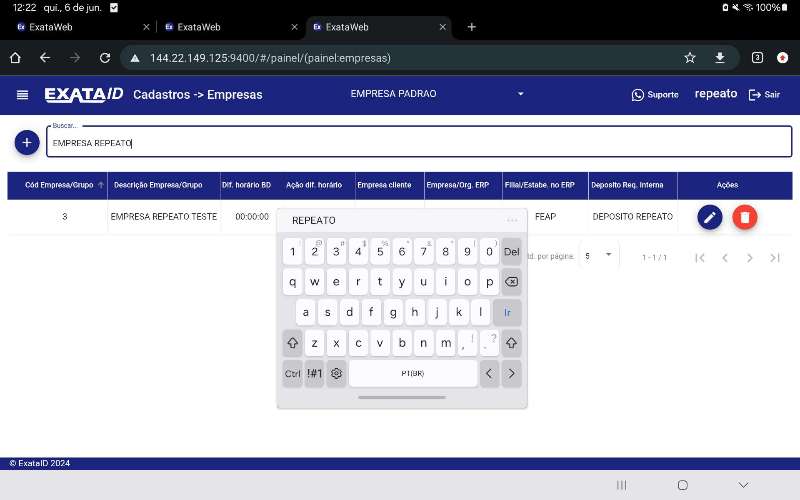 12:22 qui., 6 de jun. 100%
ExataWeb ExataWeb ExataWeb
144.22.149.125:9400/#/painel/(painel:empresas) 3
EXATAID Cadastros -> Empresas EMPRESA PADRAO Suporte repeato Sair
Buscar...
EMPRESA REPEATO
Cód Empresa/Grupo Descrição Empresa/Grupo Dif. horário BD Ação dif. horário Empresa cliente Empresa/Org. ERP Filial/Estabe. no ERP Deposito Req. Interna Ações
3 EMPRESA REPEATO TESTE 00:00:00 FEAP DEPOSITO REPEATO
REPEATO
td. por página. 5 1 - 1 / 1
1 2 3 4 5 6 7 8 9 0 Del
q w e r t y u i o p
a s d f g h j k l Ir
z x c v b n m , ! . ?
Ctrl !#1 PT(BR)
© ExataID 2024